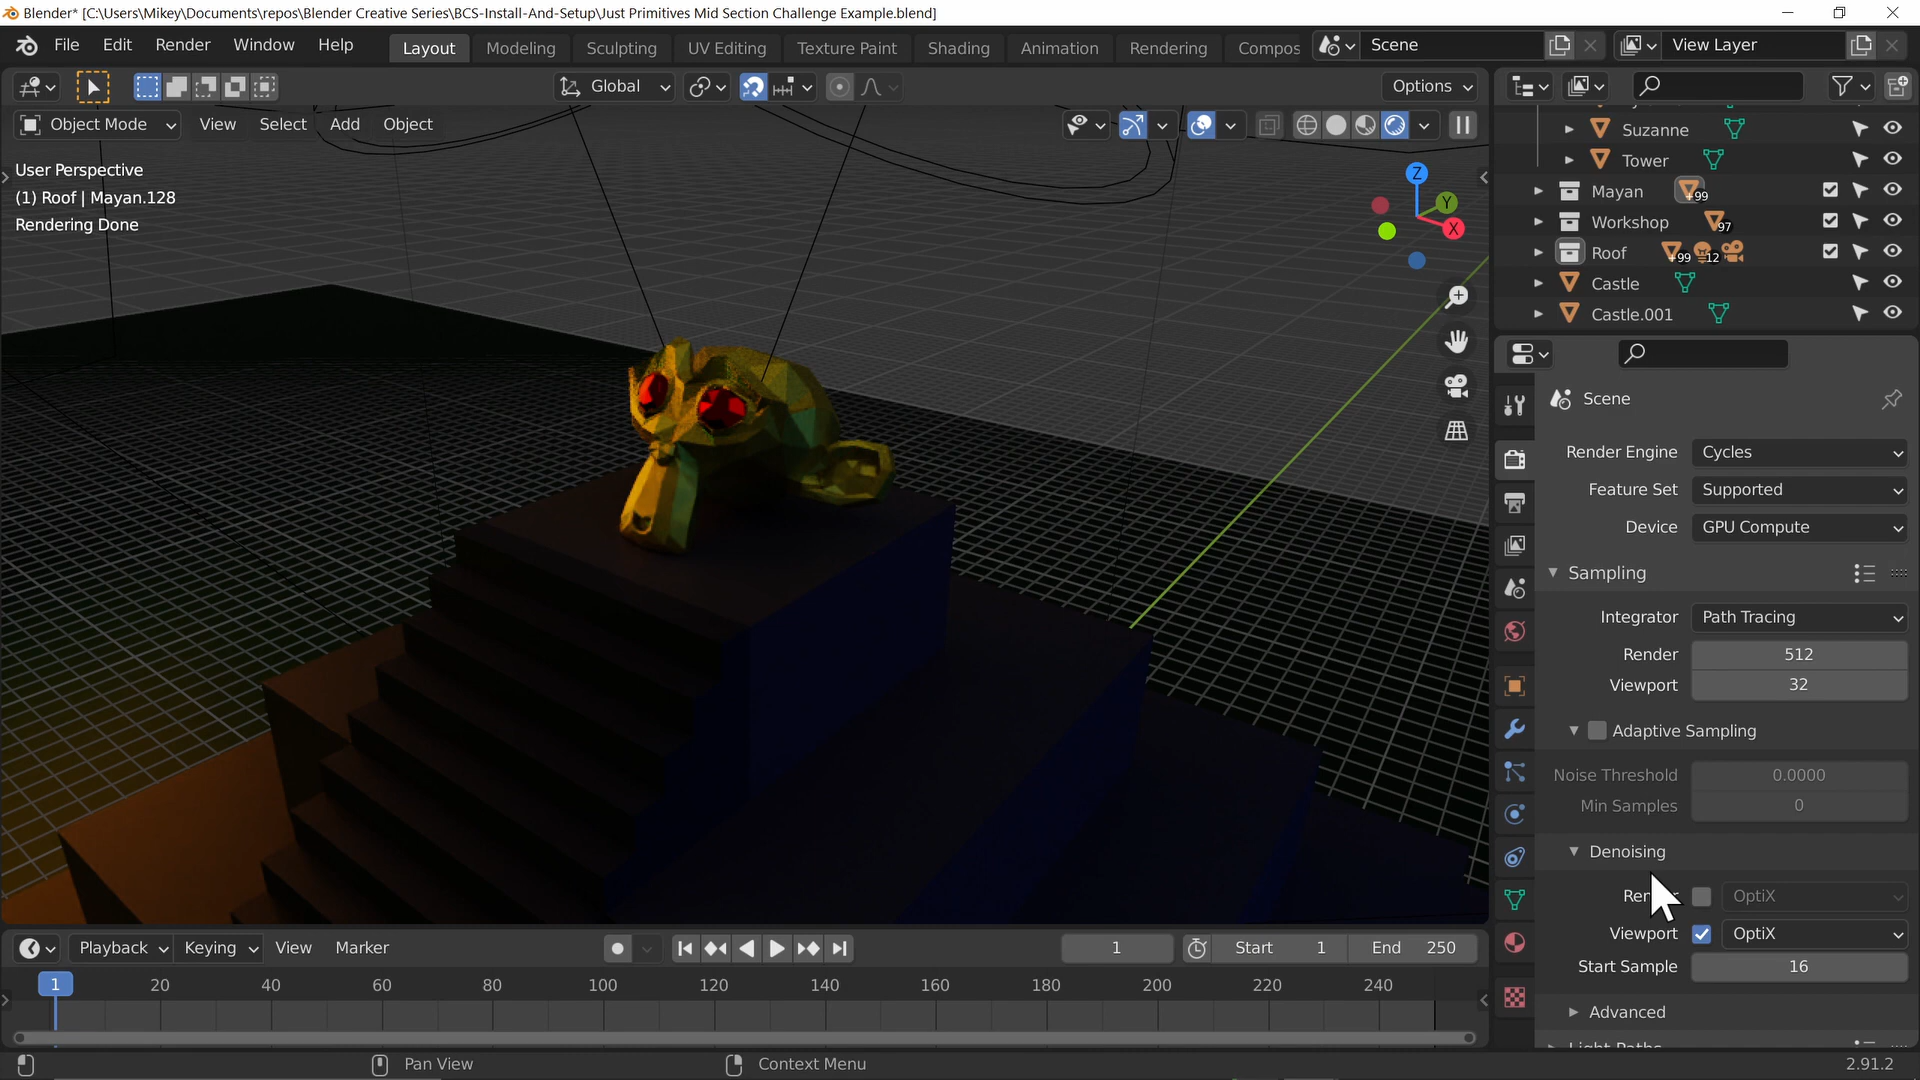 Blender* [C:\Users\Mikey\Documents\repos\Blender Creative Series\BCS-Install-And-Setup\Just Primitives Mid Section Challenge Example.blend]
File Edit Render Window Help Layout Modeling Sculpting UV Editing Texture Paint Shading Animation Rendering Compos Scene View Layer
Global Options
Object Mode View Select Add Object
User Perspective
(1) Roof | Mayan.128
Rendering Done
Z
Y
X
Suzanne
Tower
Mayan +99
Workshop 97
Roof +99 12
Castle
Castle.001
Scene
Render Engine Cycles
Feature Set Supported
Device GPU Compute
Sampling
Integrator Path Tracing
Render 512
Viewport 32
Adaptive Sampling
Noise Threshold 0.0000
Min Samples 0
Denoising
OptiX
Viewport OptiX
Start Sample 16
Advanced
Playback Keying View Marker 1 Start 1 End 250
1 20 40 60 80 100 120 140 160 180 200 220 240
Pan View Context Menu 2.91.2